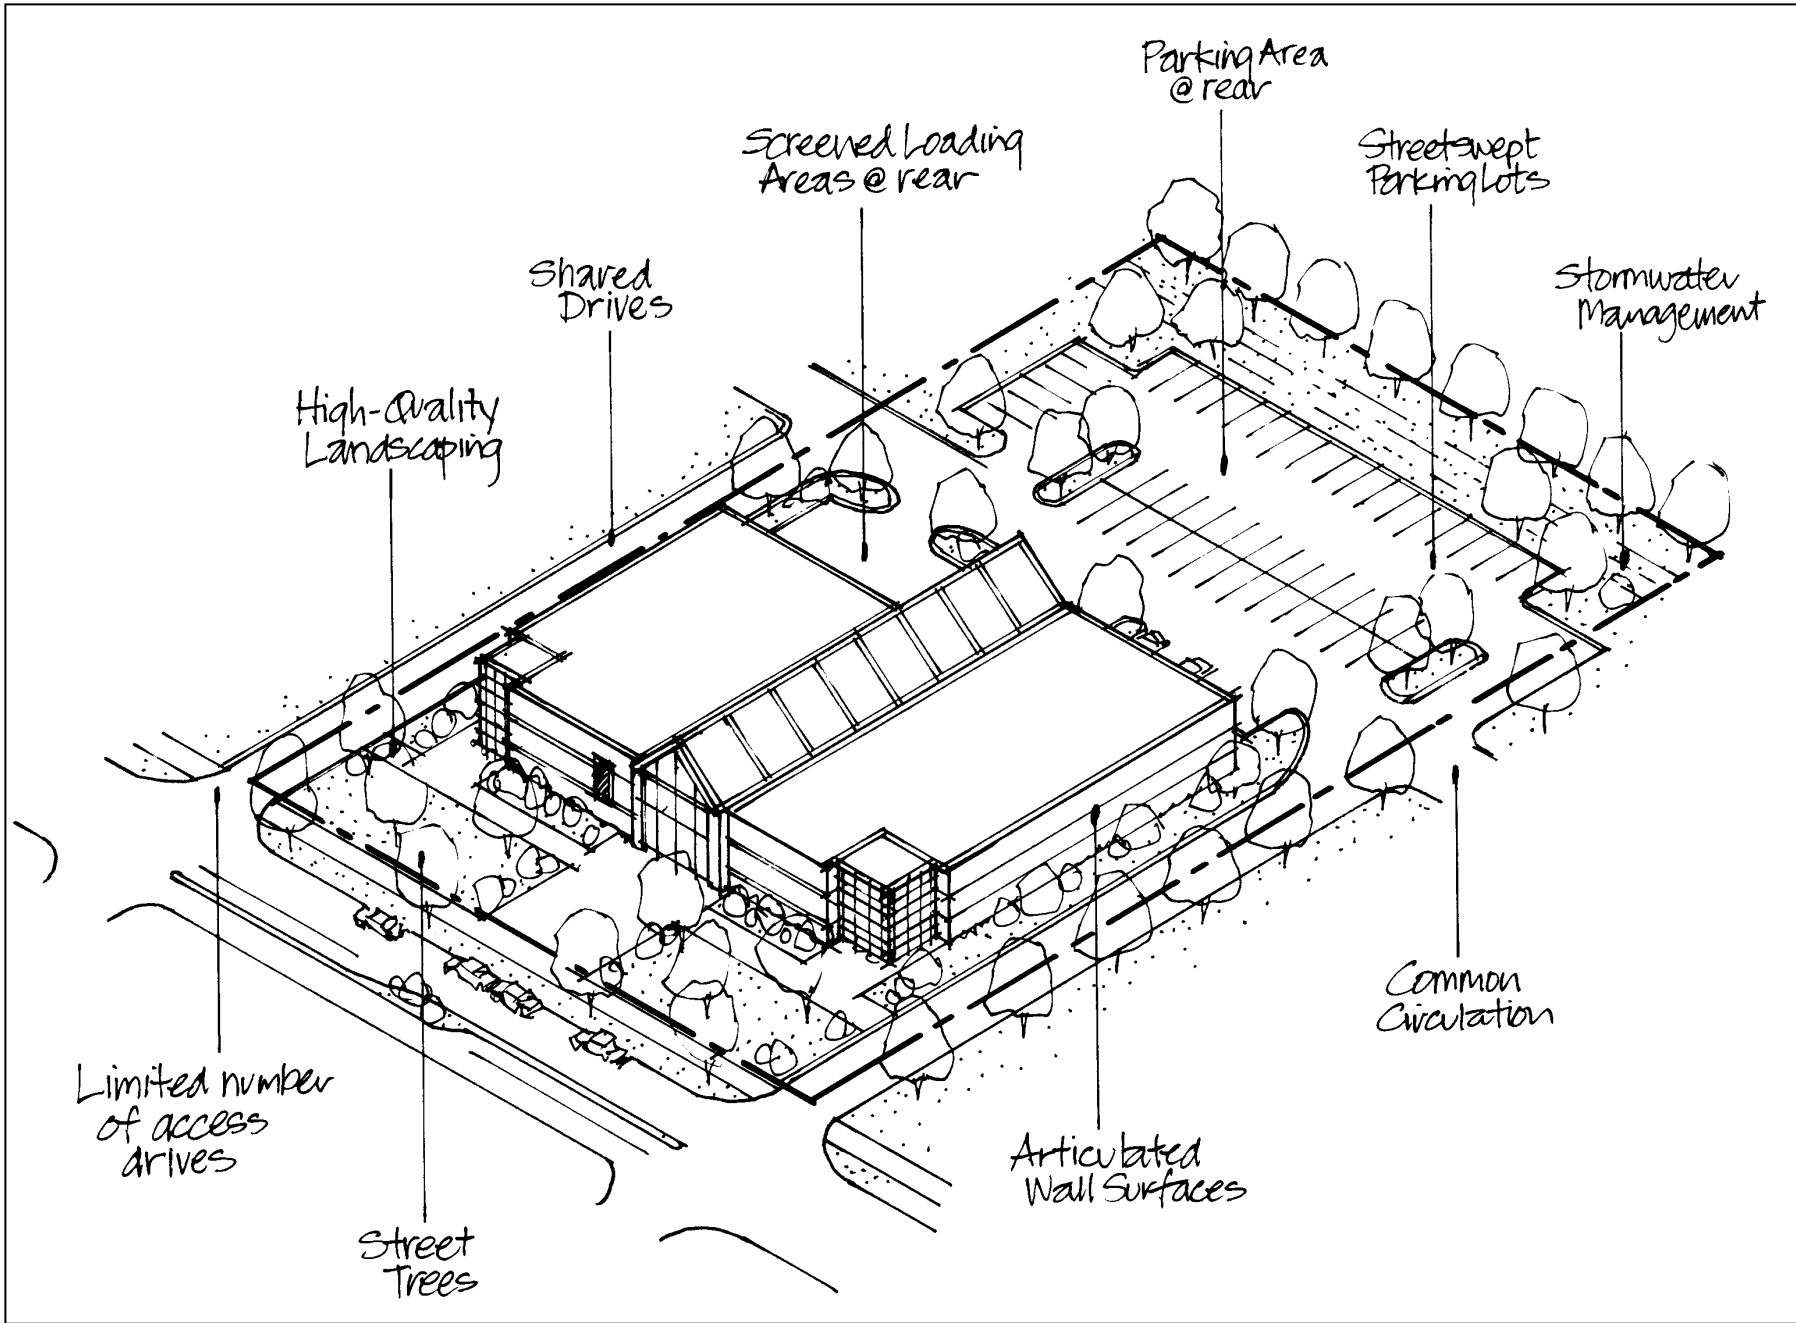 Parking Area
@ rear
Screened Loading
Areas @ rear
Streetswept
Parking Lots
Shared
Drives
Stormwater
Management
High-Quality
Landscaping
Common
Circulation
Limited number
of access
drives
Articulated
Wall Surfaces
Street
Trees